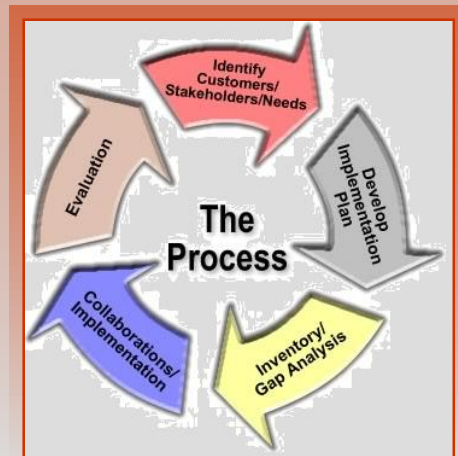 Identify
Customers/
Stakeholders/Needs
Develop
Implementation
Plan
Inventory/
Gap Analysis
Collaborations/
Implementation
Evaluation
The
Process